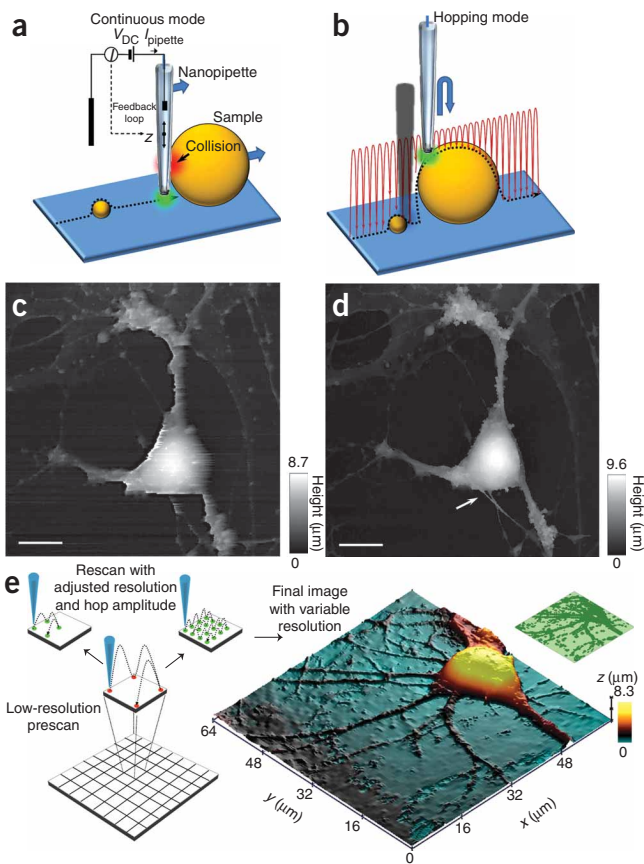 a
Continuous mode
V_DC I_pipette
Nanopipette
Feedback
loop
z
Sample
Collision
b
Hopping mode
c
8.7
Height (μm)
0
d
9.6
Height (μm)
0
e
Rescan with
adjusted resolution
and hop amplitude
Final image
with variable
resolution
Low-resolution
prescan
z (μm)
8.3
0
64
48
32
16
y (μm)
0
16
32
48
x (μm)